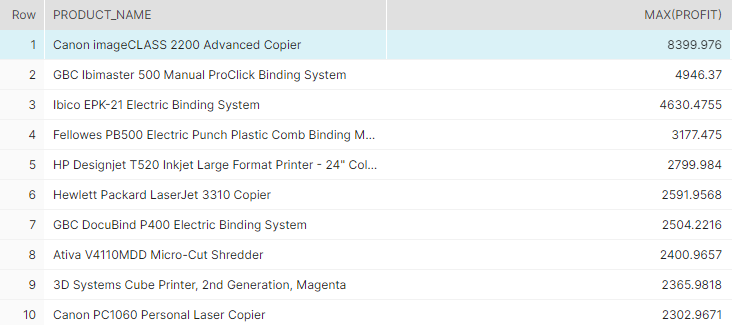 Row PRODUCT_NAME MAX(PROFIT)
1 Canon imageCLASS 2200 Advanced Copier 8399.976
2 GBC Ibimaster 500 Manual ProClick Binding System 4946.37
3 Ibico EPK-21 Electric Binding System 4630.4755
4 Fellowes PB500 Electric Punch Plastic Comb Binding M... 3177.475
5 HP Designjet T520 Inkjet Large Format Printer - 24" Col... 2799.984
6 Hewlett Packard LaserJet 3310 Copier 2591.9568
7 GBC DocuBind P400 Electric Binding System 2504.2216
8 Ativa V4110MDD Micro-Cut Shredder 2400.9657
9 3D Systems Cube Printer, 2nd Generation, Magenta 2365.9818
10 Canon PC1060 Personal Laser Copier 2302.9671